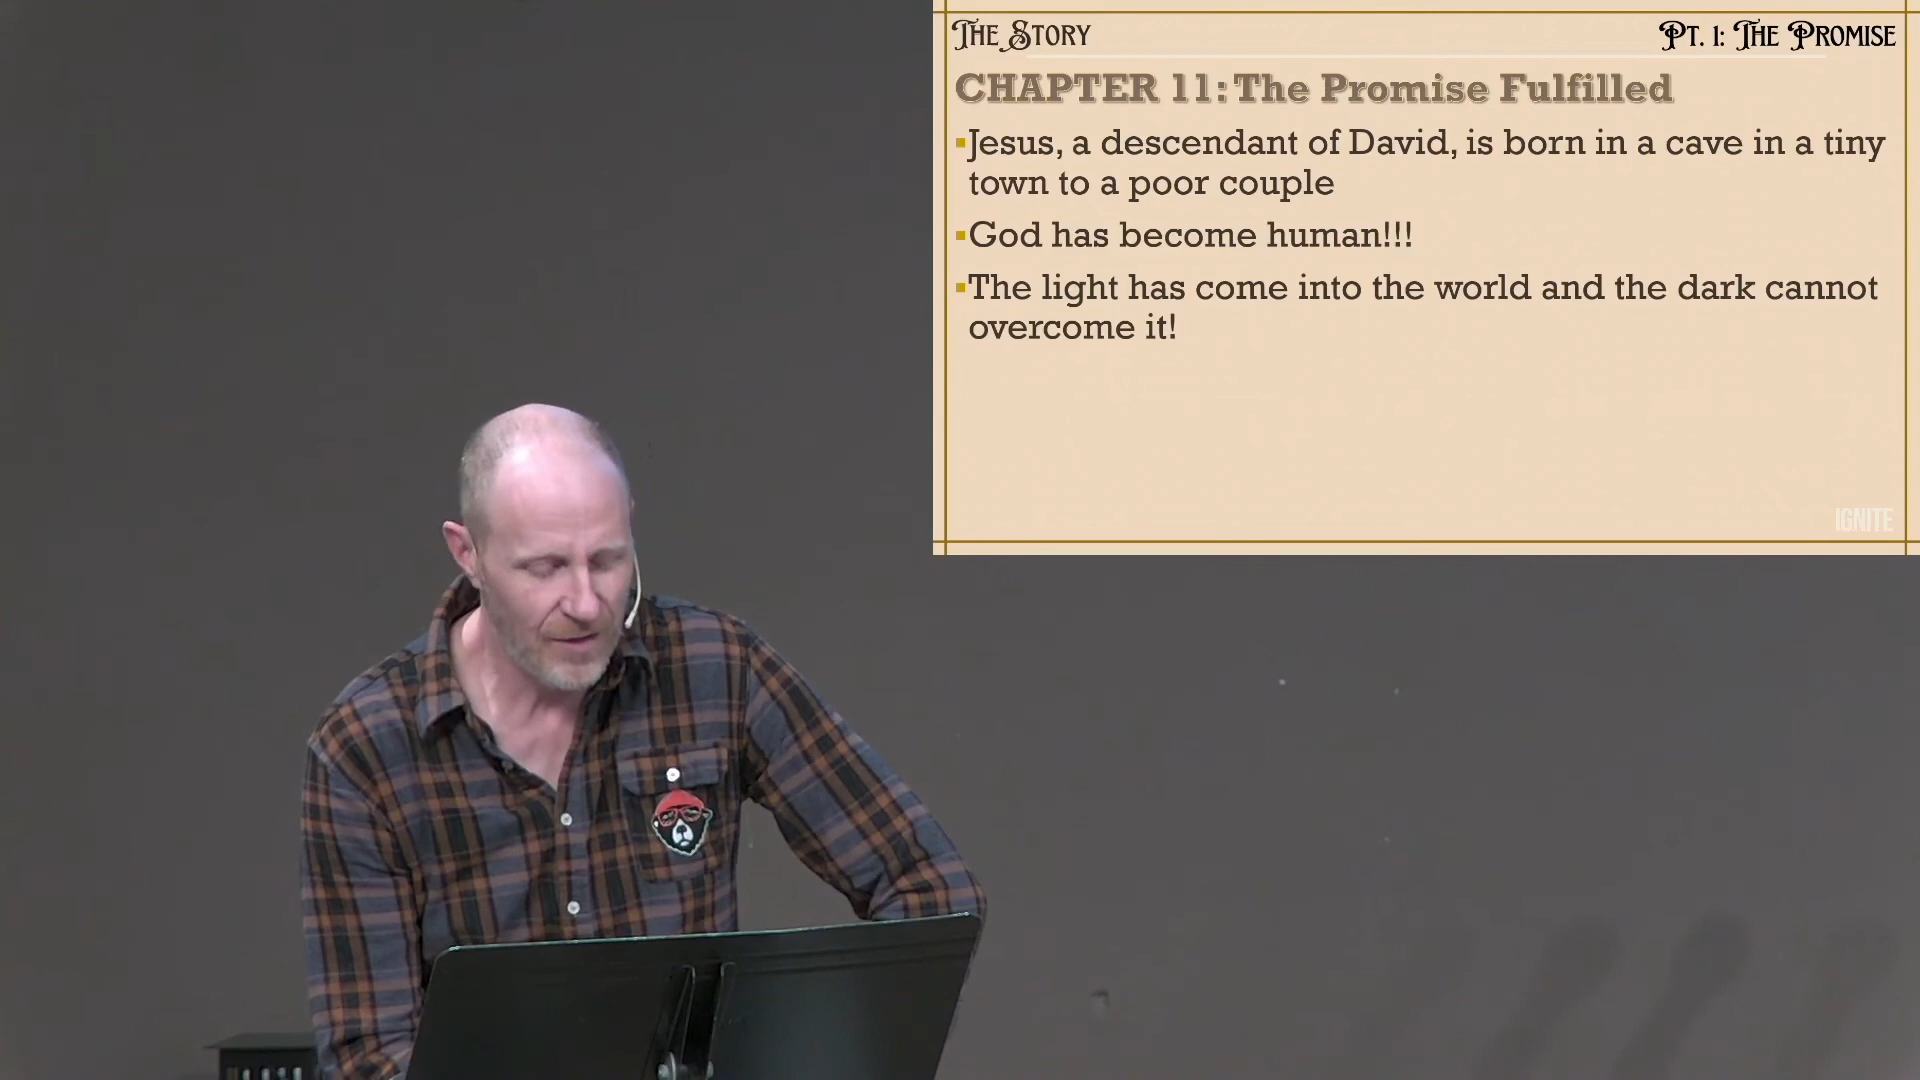 The Story
Pt. 1: The Promise
CHAPTER 11: The Promise Fulfilled
▪Jesus, a descendant of David, is born in a cave in a tiny
town to a poor couple
▪God has become human!!!
▪The light has come into the world and the dark cannot
overcome it!
IGNITE